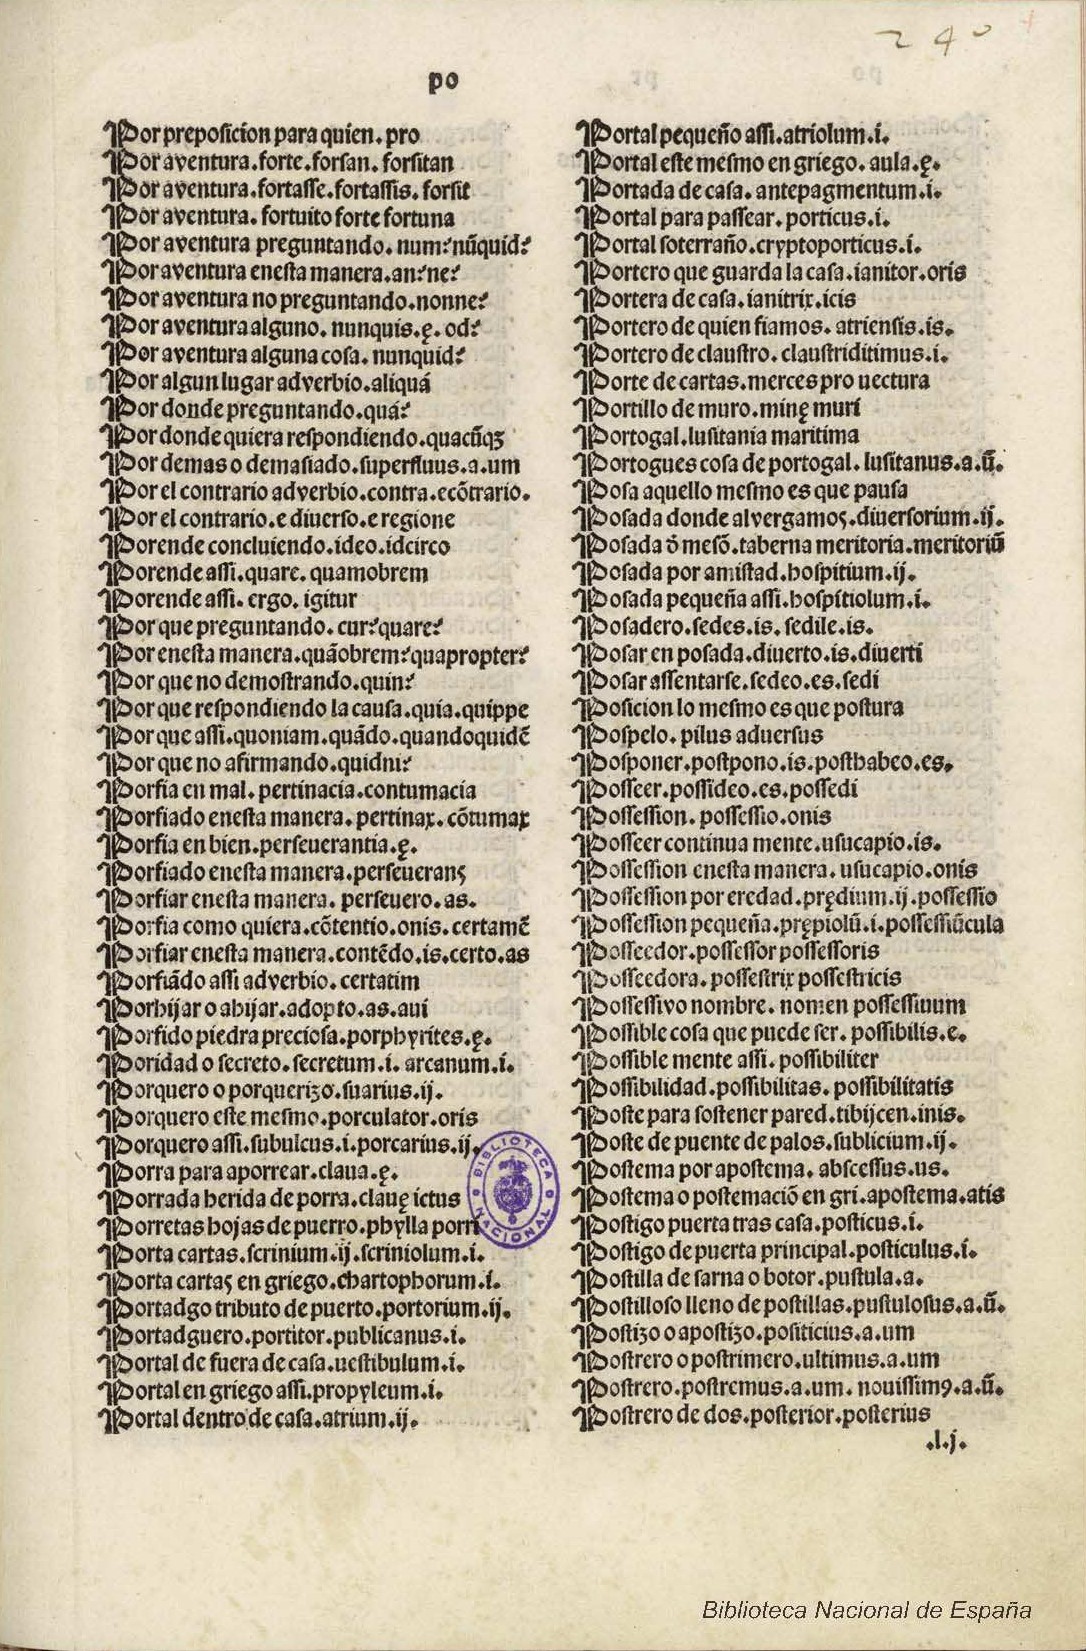 240
po
Por preposicion para quien. pro
Por aventura. forte. forsan. forsitan
Por aventura. fortasse. fortassis. forsit
Por aventura. fortuito forte fortuna
Por aventura preguntando. num? nũquid?
Por aventura enesta manera. an? ne?
Por aventura no preguntando. nonne?
Por aventura alguno. nunquis. ę. od?
Por aventura alguna cosa. nunquid?
Por algun lugar adverbio. aliquá
Por donde preguntando. quá?
Por donde quiera respondiendo. quacũqꝫ
Por demas o demasiado. superfluus. a. um
Por el contrario adverbio. contra. ecõtrario.
Por el contrario. e diuerso. e regione
Porende concluiendo. ideo. idcirco
Porende assi. quare. quamobrem
Porende assi. ergo. igitur
Por que preguntando. cur? quare?
Por enesta manera. quãobrem? quapropter?
Por que no demostrando. quin?
Por que respondiendo la causa. quia. quippe
Por que assi. quoniam. quãdo. quandoquidẽ
Por que no afirmando. quidni?
Porfia en mal. pertinacia. contumacia
Porfiado enesta manera. pertinax. cõtumax
Porfia en bien. perseuerantia. ę.
Porfiado enesta manera. perseuerans
Porfiar enesta manera. perseuero. as.
Porfia como quiera. cõtentio. onis. certamẽ
Porfiar enesta manera. contẽdo. is. certo. as
Porfiãdo assi adverbio. certatim
Porhijar o ahijar. adopto. as. aui
Porfido piedra preciosa. porphyrites. ę.
Poridad o secreto. secretum. i. arcanum. i.
Porquero o porquerizo. suarius. ij.
Porquero este mesmo. porculator. oris
Porquero assi. subulcus. i. porcarius. ij.
Porra para aporrear. claua. ę.
Porrada herida de porra. clauę ictus
Porretas hojas de puerro. phylla porri
Porta cartas. scrinium. ij. scriniolum. i.
Porta cartas en griego. chartophorum. i.
Portadgo tributo de puerto. portorium. ij.
Portadguero. portitor. publicanus. i.
Portal de fuera de casa. uestibulum. i.
Portal en griego assi. propyleum. i.
Portal dentro de casa. atrium. ij.
Portal pequeño assi. atriolum. i.
Portal este mesmo en griego. aula. ę.
Portada de casa. antepagmentum. i.
Portal para passear. porticus. i.
Portal soterraño. cryptoporticus. i.
Portero que guarda la casa. ianitor. oris
Portera de casa. ianitrix. icis
Portero de quien fiamos. atriensis. is.
Portero de claustro. claustriditimus. i.
Porte de cartas. merces pro uectura
Portillo de muro. minę muri
Portogal. lusitania maritima
Portogues cosa de portogal. lusitanus. a. ũ.
Posa aquello mesmo es que pausa
Posada donde alvergamos. diuersorium. ij.
Posada õ mesõ. taberna meritoria. meritoriũ
Posada por amistad. hospitium. ij.
Posada pequeña assi. hospitiolum. i.
Posadero. sedes. is. sedile. is.
Posar en posada. diuerto. is. diuerti
Posar assentarse. sedeo. es. sedi
Posicion lo mesmo es que postura
Pospelo. pilus aduersus
Posponer. postpono. is. posthabeo. es.
Posseer. possideo. es. possedi
Possession. possessio. onis
Posseer continua mente. usucapio. is.
Possession enesta manera. usucapio. onis
Possession por eredad. prędium. ij. possessio
Possession pequeña. prępiolũ. i. possessiũcula
Posseedor. possessor possessoris
Posseedora. possestrix possestricis
Possessivo nombre. nomen possessiuum
Possible cosa que puede ser. possibilis. e.
Possible mente assi. possibiliter
Possibilidad. possibilitas. possibilitatis
Poste para sostener pared. tibijcen. inis.
Poste de puente de palos. sublicium. ij.
Postema por apostema. abscessus. us.
Postema o postemaciõ en gri. apostema. atis
Postigo puerta tras casa. posticus. i.
Postigo de puerta principal. posticulus. i.
Postilla de sarna o botor. pustula. a.
Postilloso lleno de postillas. pustulosus. a. ũ.
Postizo o apostizo. positicius. a. um
Postrero o postrimero. ultimus. a. um
Postrero. postremus. a. um. nouissimꝰ. a. ũ.
Postrero de dos. posterior. posterius
.l. j.
BIBLIOTECA NACIONAL
Biblioteca Nacional de España